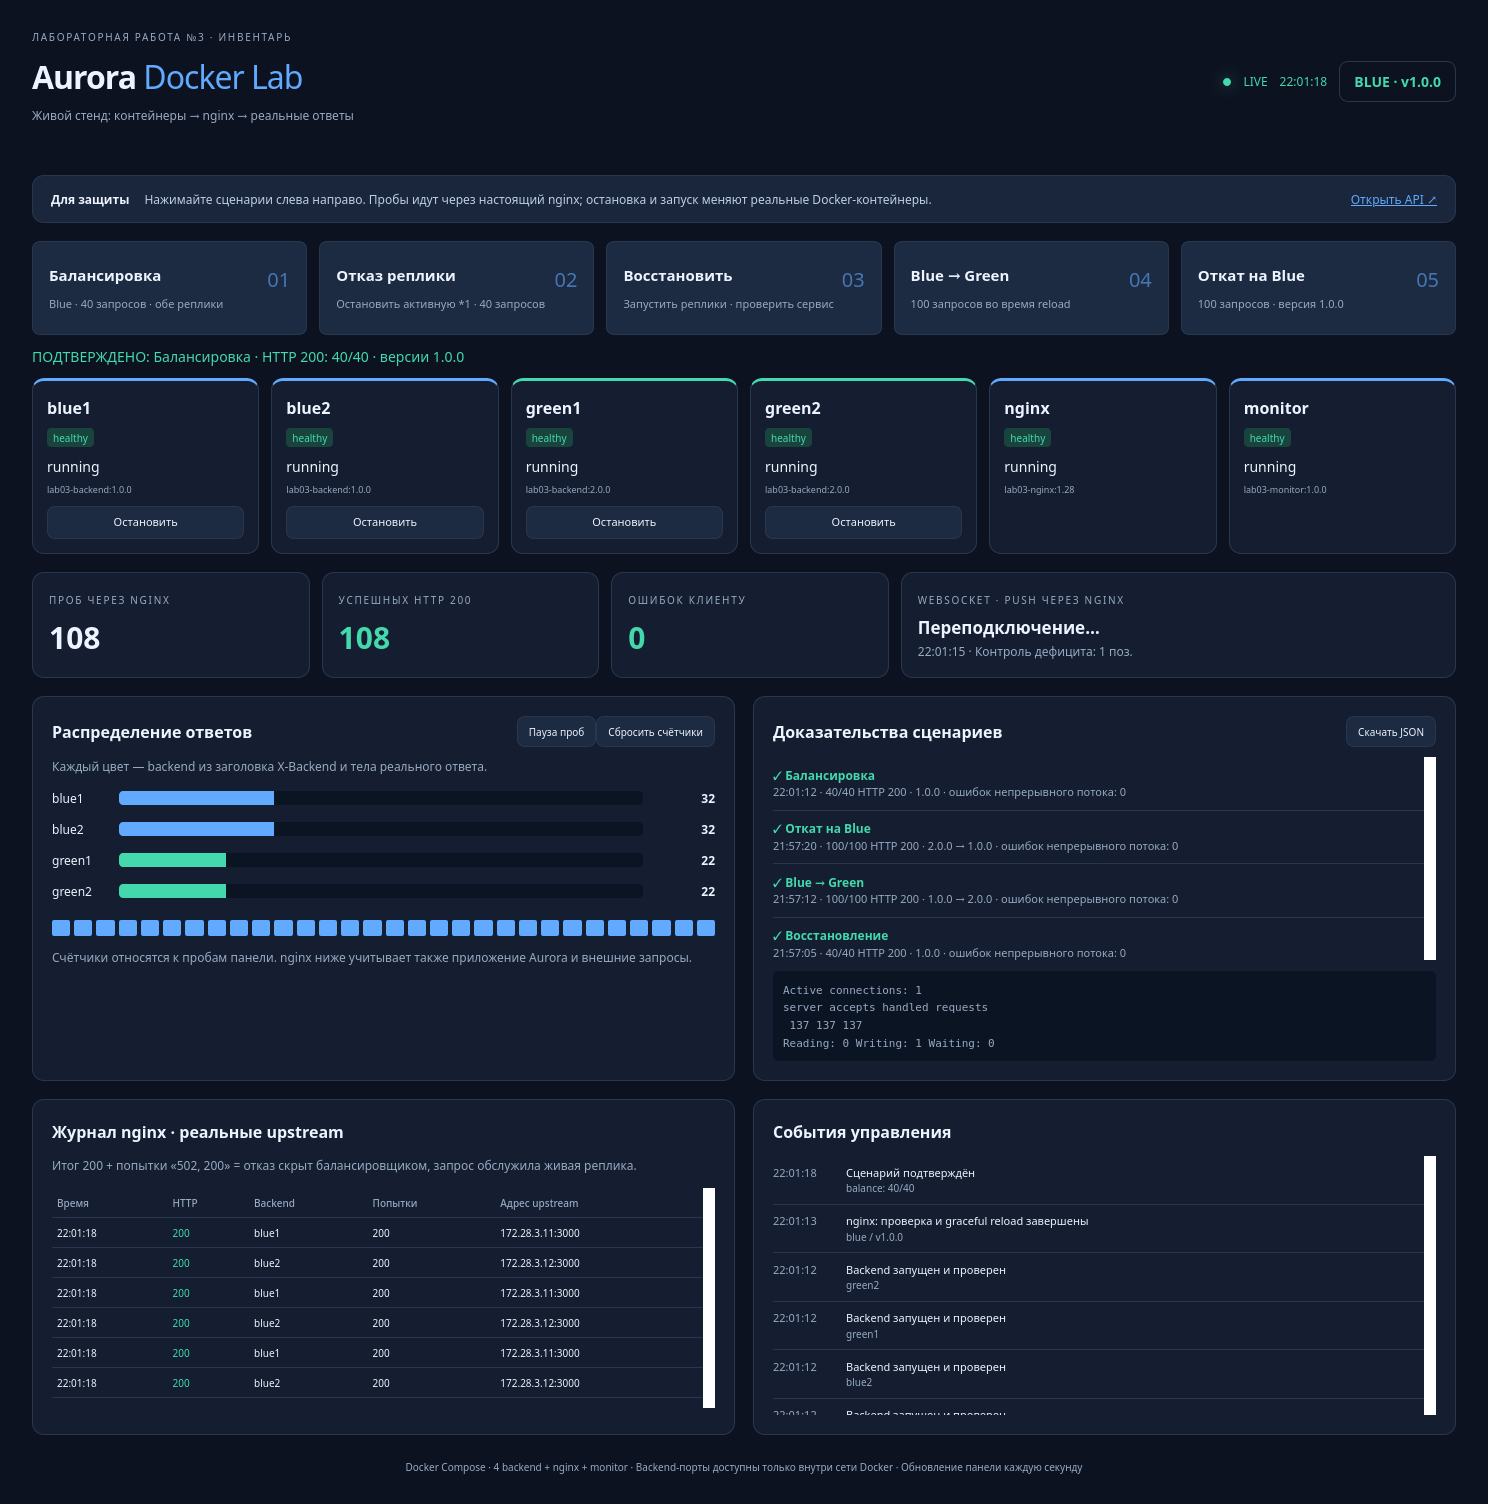 ЛАБОРАТОРНАЯ РАБОТА №3 · ИНВЕНТАРЬ
Aurora Docker Lab
LIVE 22:01:18 BLUE · v1.0.0
Живой стенд: контейнеры → nginx → реальные ответы
Для защиты Нажимайте сценарии слева направо. Пробы идут через настоящий nginx; остановка и запуск меняют реальные Docker-контейнеры. Открыть API ↗
Балансировка 01
Blue · 40 запросов · обе реплики
Отказ реплики 02
Остановить активную *1 · 40 запросов
Восстановить 03
Запустить реплики · проверить сервис
Blue → Green 04
100 запросов во время reload
Откат на Blue 05
100 запросов · версия 1.0.0
ПОДТВЕРЖДЕНО: Балансировка · HTTP 200: 40/40 · версии 1.0.0
blue1
healthy
running
lab03-backend:1.0.0
Остановить
blue2
healthy
running
lab03-backend:1.0.0
Остановить
green1
healthy
running
lab03-backend:2.0.0
Остановить
green2
healthy
running
lab03-backend:2.0.0
Остановить
nginx
healthy
running
lab03-nginx:1.28
monitor
healthy
running
lab03-monitor:1.0.0
ПРОБ ЧЕРЕЗ NGINX
108
УСПЕШНЫХ HTTP 200
108
ОШИБОК КЛИЕНТУ
0
WEBSOCKET · PUSH ЧЕРЕЗ NGINX
Переподключение...
22:01:15 · Контроль дефицита: 1 поз.
Распределение ответов Пауза проб Сбросить счётчики
Каждый цвет — backend из заголовка X-Backend и тела реального ответа.
blue1 32
blue2 32
green1 22
green2 22
Счётчики относятся к пробам панели. nginx ниже учитывает также приложение Aurora и внешние запросы.
Доказательства сценариев Скачать JSON
✓ Балансировка
22:01:12 · 40/40 HTTP 200 · 1.0.0 · ошибок непрерывного потока: 0
✓ Откат на Blue
21:57:20 · 100/100 HTTP 200 · 2.0.0 → 1.0.0 · ошибок непрерывного потока: 0
✓ Blue → Green
21:57:12 · 100/100 HTTP 200 · 1.0.0 → 2.0.0 · ошибок непрерывного потока: 0
✓ Восстановление
21:57:05 · 40/40 HTTP 200 · 1.0.0 · ошибок непрерывного потока: 0
Active connections: 1
server accepts handled requests
137 137 137
Reading: 0 Writing: 1 Waiting: 0
Журнал nginx · реальные upstream
Итог 200 + попытки «502, 200» = отказ скрыт балансировщиком, запрос обслужила живая реплика.
Время HTTP Backend Попытки Адрес upstream
22:01:18 200 blue1 200 172.28.3.11:3000
22:01:18 200 blue2 200 172.28.3.12:3000
22:01:18 200 blue1 200 172.28.3.11:3000
22:01:18 200 blue2 200 172.28.3.12:3000
22:01:18 200 blue1 200 172.28.3.11:3000
22:01:18 200 blue2 200 172.28.3.12:3000
События управления
22:01:18 Сценарий подтверждён
balance: 40/40
22:01:13 nginx: проверка и graceful reload завершены
blue / v1.0.0
22:01:12 Backend запущен и проверен
green2
22:01:12 Backend запущен и проверен
green1
22:01:12 Backend запущен и проверен
blue2
22:01:12 Backend запущен и проверен
Docker Compose · 4 backend + nginx + monitor · Backend-порты доступны только внутри сети Docker · Обновление панели каждую секунду